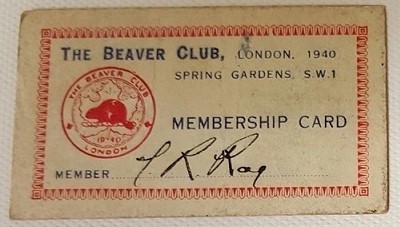 THE BEAVER CLUB, LONDON, 1940
SPRING GARDENS, S.W.1
THE BEAVER CLUB
1940
LONDON
MEMBERSHIP CARD
MEMBER J. R. Ray